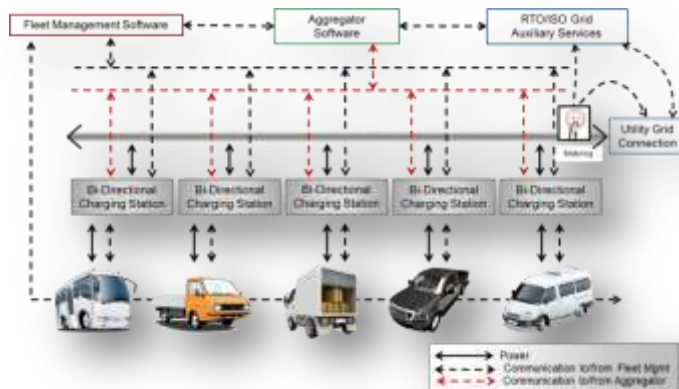 Fleet Management Software
Aggregator
Software
RTO/ISO Grid
Auxiliary Services
Metering
Utility Grid
Connection
Bi-Directional
Charging Station
Bi-Directional
Charging Station
Bi-Directional
Charging Station
Bi-Directional
Charging Station
Bi-Directional
Charging Station
Power
Communication to/from Fleet Mgmt
Communication to/from Aggregator